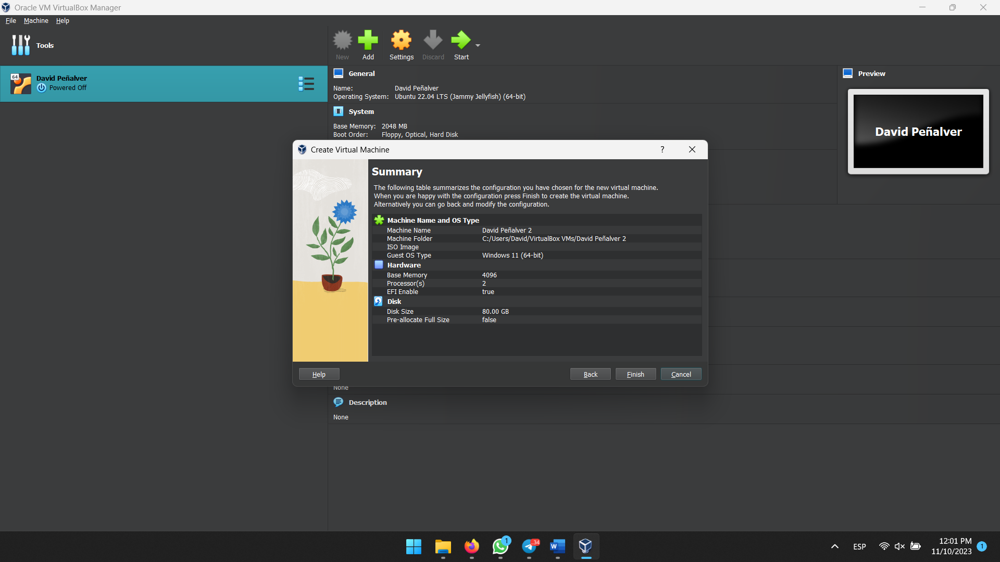 Oracle VM VirtualBox Manager
File Machine Help
Tools
New Add Settings Discard Start
64
David Peñalver
Powered Off
General
Name: David Peñalver
Operating System: Ubuntu 22.04 LTS (Jammy Jellyfish) (64-bit)
System
Base Memory: 2048 MB
Boot Order: Floppy, Optical, Hard Disk
Preview
David Peñalver
Create Virtual Machine
?
Summary
The following table summarizes the configuration you have chosen for the new virtual machine.
When you are happy with the configuration press Finish to create the virtual machine.
Alternatively you can go back and modify the configuration.
Machine Name and OS Type
Machine Name David Peñalver 2
Machine Folder C:/Users/David/VirtualBox VMs/David Peñalver 2
ISO Image
Guest OS Type Windows 11 (64-bit)
Hardware
Base Memory 4096
Processor(s) 2
EFI Enable true
Disk
Disk Size 80.00 GB
Pre-allocate Full Size false
Help Back Finish Cancel
None
Description
None
1
..34
W
ESP
12:01 PM
11/10/2023
1